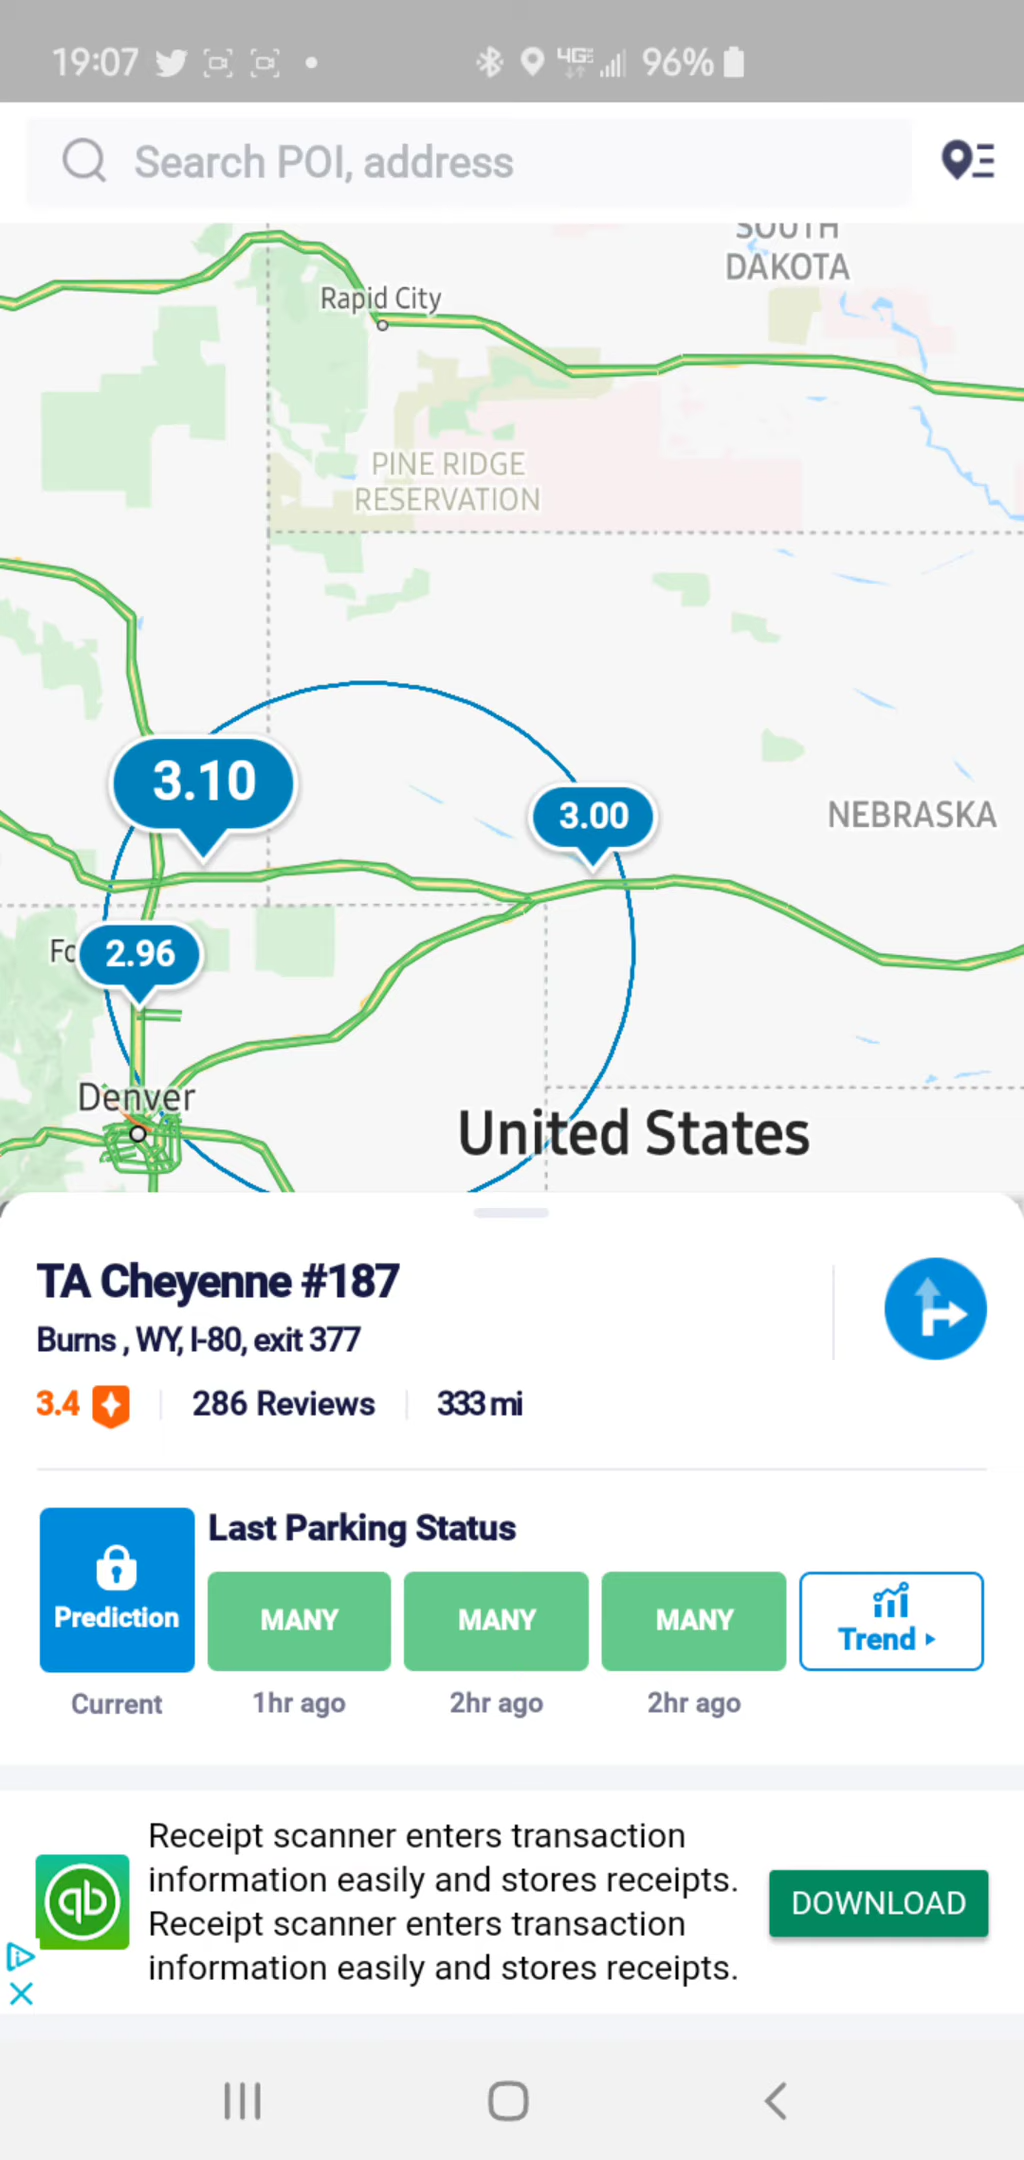 19:07 4GE 96%
Search POI, address
SOUTH
DAKOTA
Rapid City
PINE RIDGE
RESERVATION
3.10
3.00
NEBRASKA
Fo
2.96
Denver
United States
TA Cheyenne #187
Burns , WY, I-80, exit 377
3.4 286 Reviews 333 mi
Last Parking Status
Prediction
MANY MANY MANY
Trend
Current 1hr ago 2hr ago 2hr ago
Receipt scanner enters transaction
information easily and stores receipts.
Receipt scanner enters transaction
information easily and stores receipts.
qb
DOWNLOAD